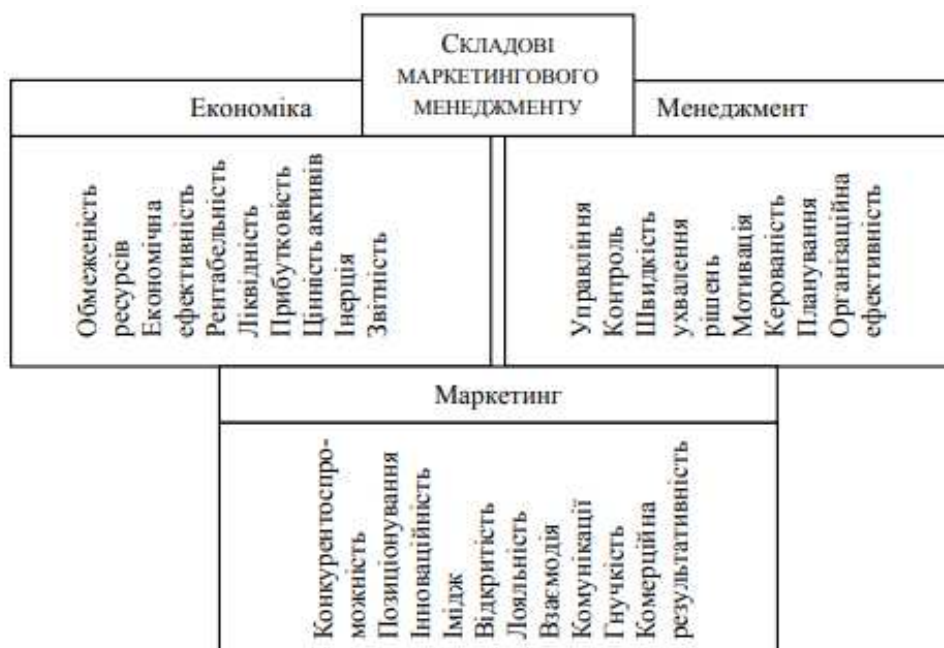 СКЛАДОВІ
МАРКЕТИНГОВОГО
МЕНЕДЖМЕНТУ
Економіка
Менеджмент
Обмеженість
ресурсів
Економічна
ефективність
Рентабельність
Ліквідність
Прибутковість
Цінність активів
Інерція
Звітність
Управління
Контроль
Швидкість
ухвалення
рішень
Мотивація
Керованість
Планування
Організаційна
ефективність
Маркетинг
Конкурентоспро-
можність
Позиціонування
Інноваційність
Імідж
Відкритість
Лояльність
Взаємодія
Комунікації
Гнучкість
Комерційна
результативність